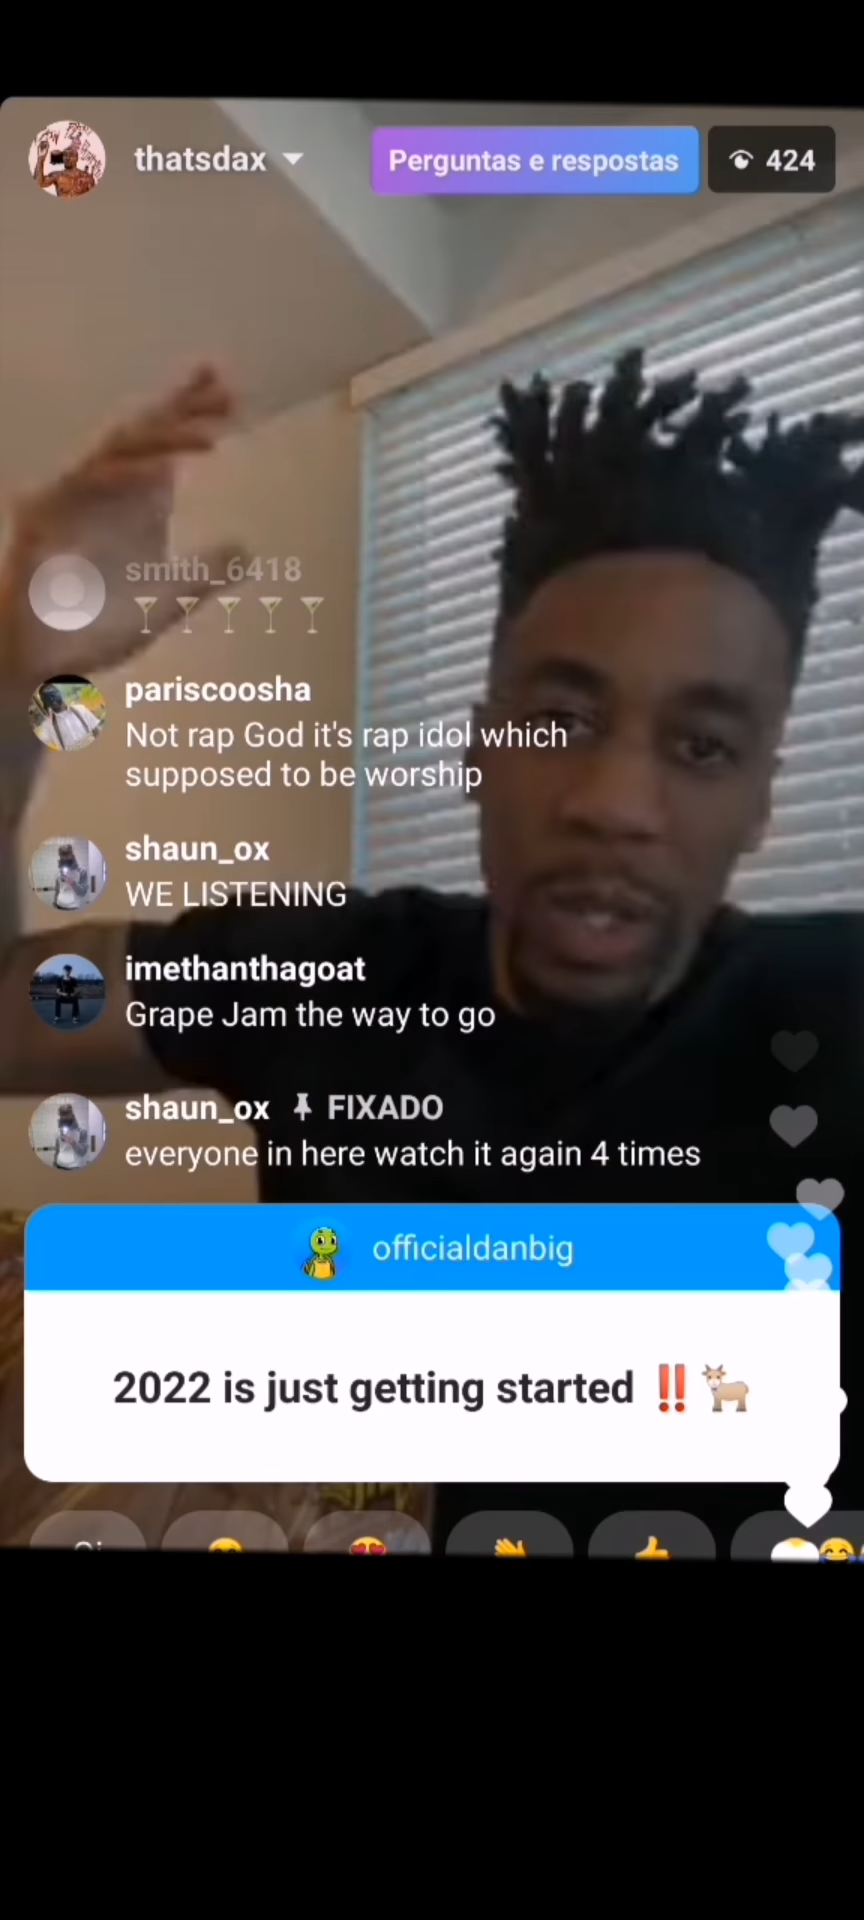 thatsdax
Perguntas e respostas
424
smith_6418
pariscoosha
Not rap God it's rap idol which
supposed to be worship
shaun_ox
WE LISTENING
imethanthagoat
Grape Jam the way to go
shaun_ox FIXADO
everyone in here watch it again 4 times
officialdanbig
2022 is just getting started ‼️🐐